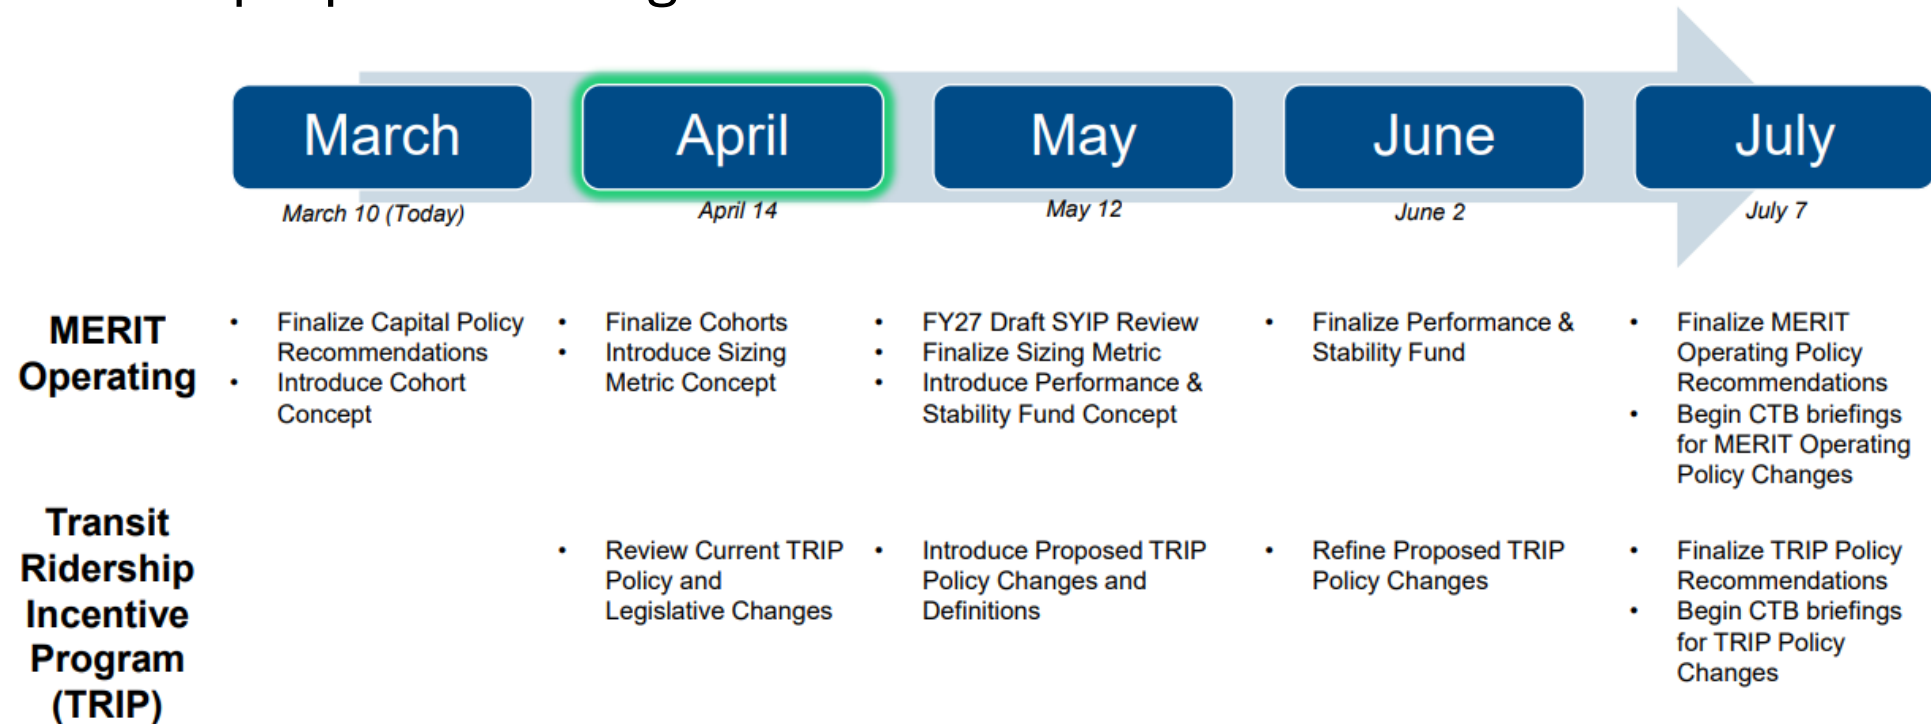 March
April
May
June
July
March 10 (Today)
April 14
May 12
June 2
July 7
MERIT
Operating
• Finalize Capital Policy
Recommendations
• Introduce Cohort
Concept
• Finalize Cohorts
• Introduce Sizing
Metric Concept
• FY27 Draft SYIP Review
• Finalize Sizing Metric
• Introduce Performance &
Stability Fund Concept
• Finalize Performance &
Stability Fund
• Finalize MERIT
Operating Policy
Recommendations
• Begin CTB briefings
for MERIT Operating
Policy Changes
Transit
Ridership
Incentive
Program
(TRIP)
• Review Current TRIP
Policy and
Legislative Changes
• Introduce Proposed TRIP
Policy Changes and
Definitions
• Refine Proposed TRIP
Policy Changes
• Finalize TRIP Policy
Recommendations
• Begin CTB briefings
for TRIP Policy
Changes